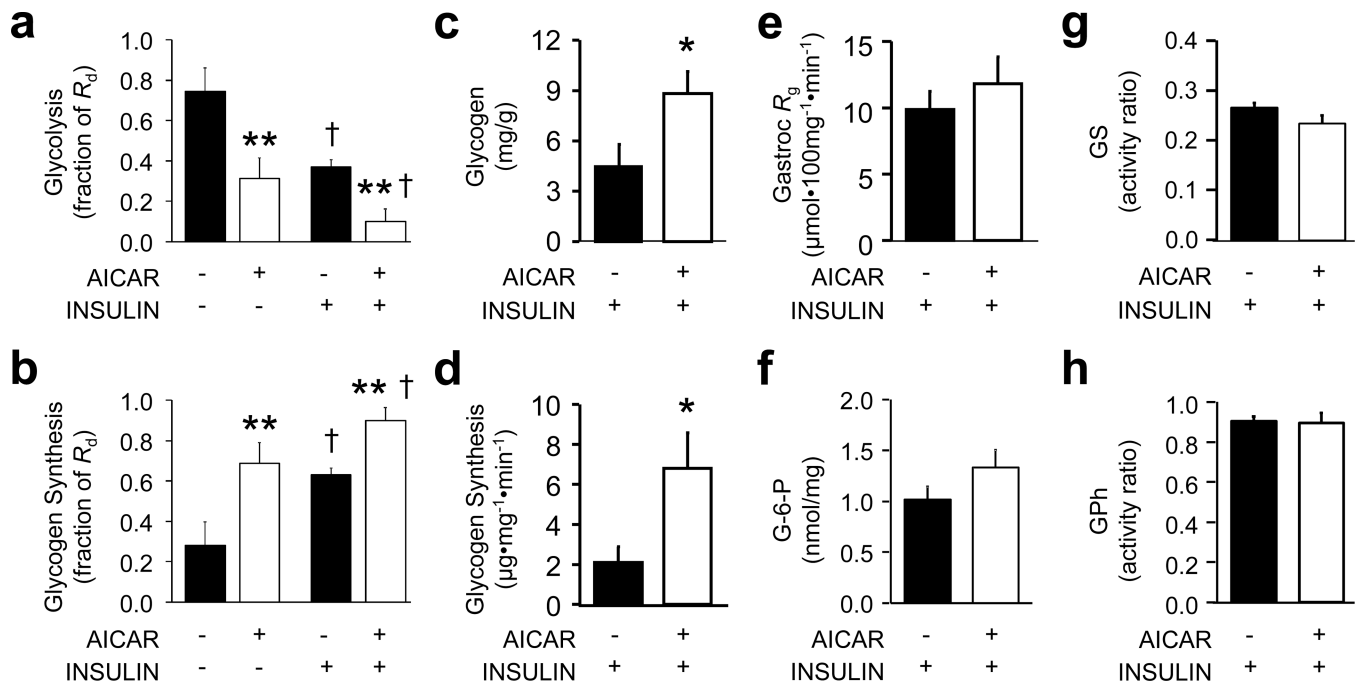 a
Glycolysis
(fraction of Rd)
1.0
0.8
0.6
0.4
0.2
0.0
**
†
** †
AICAR - + - +
INSULIN - - + +
b
Glycogen Synthesis
(fraction of Rd)
1.0
0.8
0.6
0.4
0.2
0.0
**
†
** †
AICAR - + - +
INSULIN - - + +
c
Glycogen
(mg/g)
12
9
6
3
0
*
AICAR - +
INSULIN + +
d
Glycogen Synthesis
(µg•mg⁻¹•min⁻¹)
10
8
6
4
2
0
*
AICAR - +
INSULIN + +
e
Gastroc Rg
(µmol•100mg⁻¹•min⁻¹)
15
10
5
0
AICAR - +
INSULIN + +
f
G-6-P
(nmol/mg)
2.0
1.5
1.0
0.5
0.0
AICAR - +
INSULIN + +
g
GS
(activity ratio)
0.4
0.3
0.2
0.1
0.0
AICAR - +
INSULIN + +
h
GPh
(activity ratio)
1.0
0.8
0.6
0.4
0.2
0.0
AICAR - +
INSULIN + +